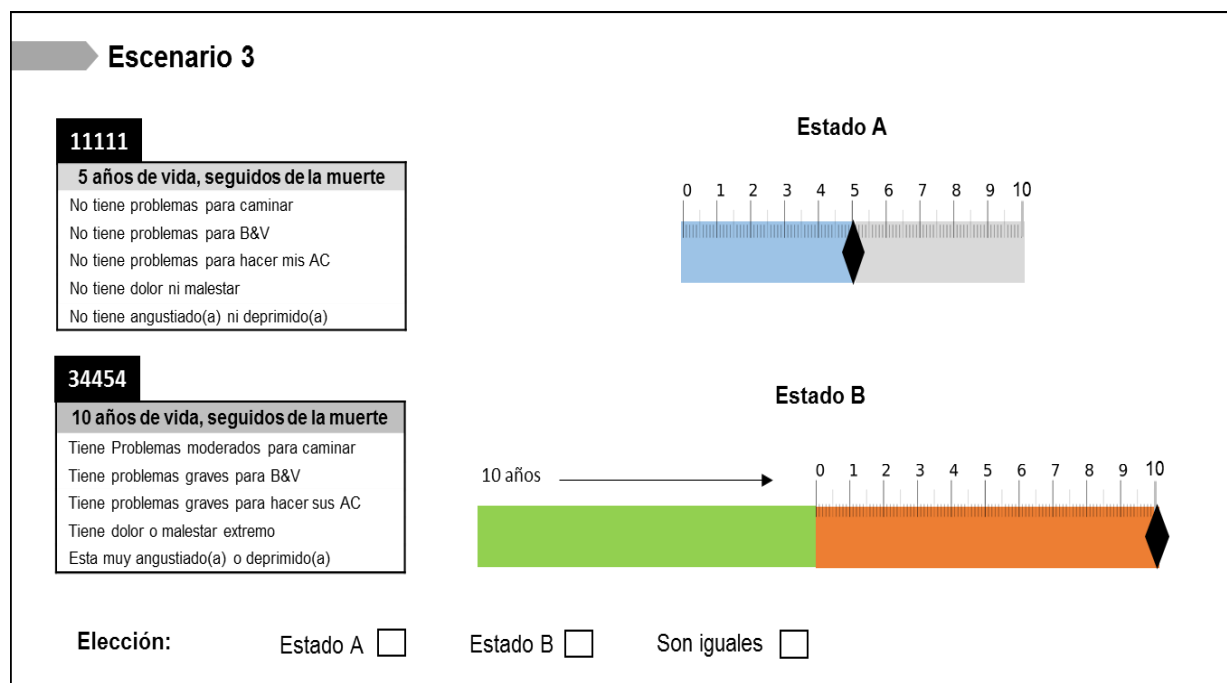 Escenario 3
11111
5 años de vida, seguidos de la muerte
No tiene problemas para caminar
No tiene problemas para B&V
No tiene problemas para hacer mis AC
No tiene dolor ni malestar
No tiene angustiado(a) ni deprimido(a)
Estado A
0 1 2 3 4 5 6 7 8 9 10
34454
10 años de vida, seguidos de la muerte
Tiene Problemas moderados para caminar
Tiene problemas graves para B&V
Tiene problemas graves para hacer sus AC
Tiene dolor o malestar extremo
Esta muy angustiado(a) o deprimido(a)
Estado B
10 años
0 1 2 3 4 5 6 7 8 9 10
Elección: Estado A Estado B Son iguales